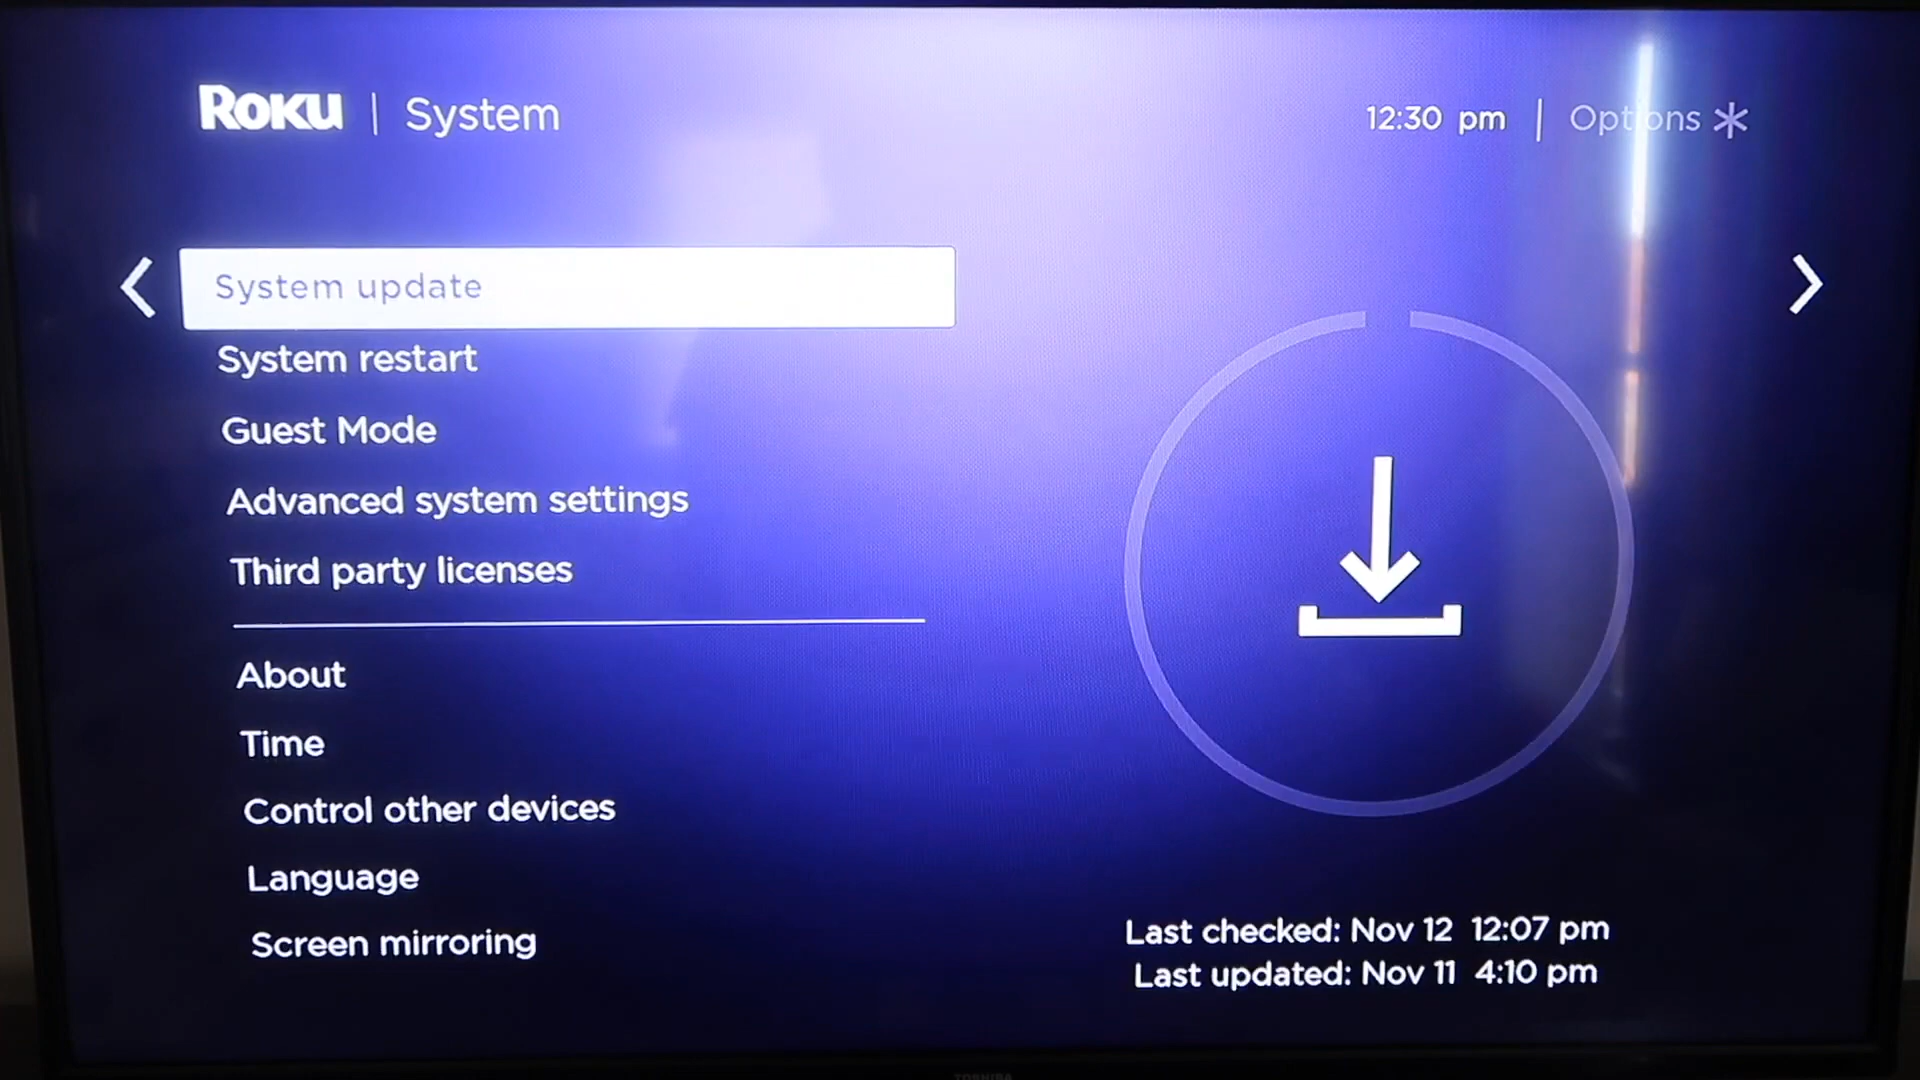 Roku | System
12:30 pm | Options *
System update
System restart
Guest Mode
Advanced system settings
Third party licenses
About
Time
Control other devices
Language
Screen mirroring
Last checked: Nov 12 12:07 pm
Last updated: Nov 11 4:10 pm
TOSHIBA